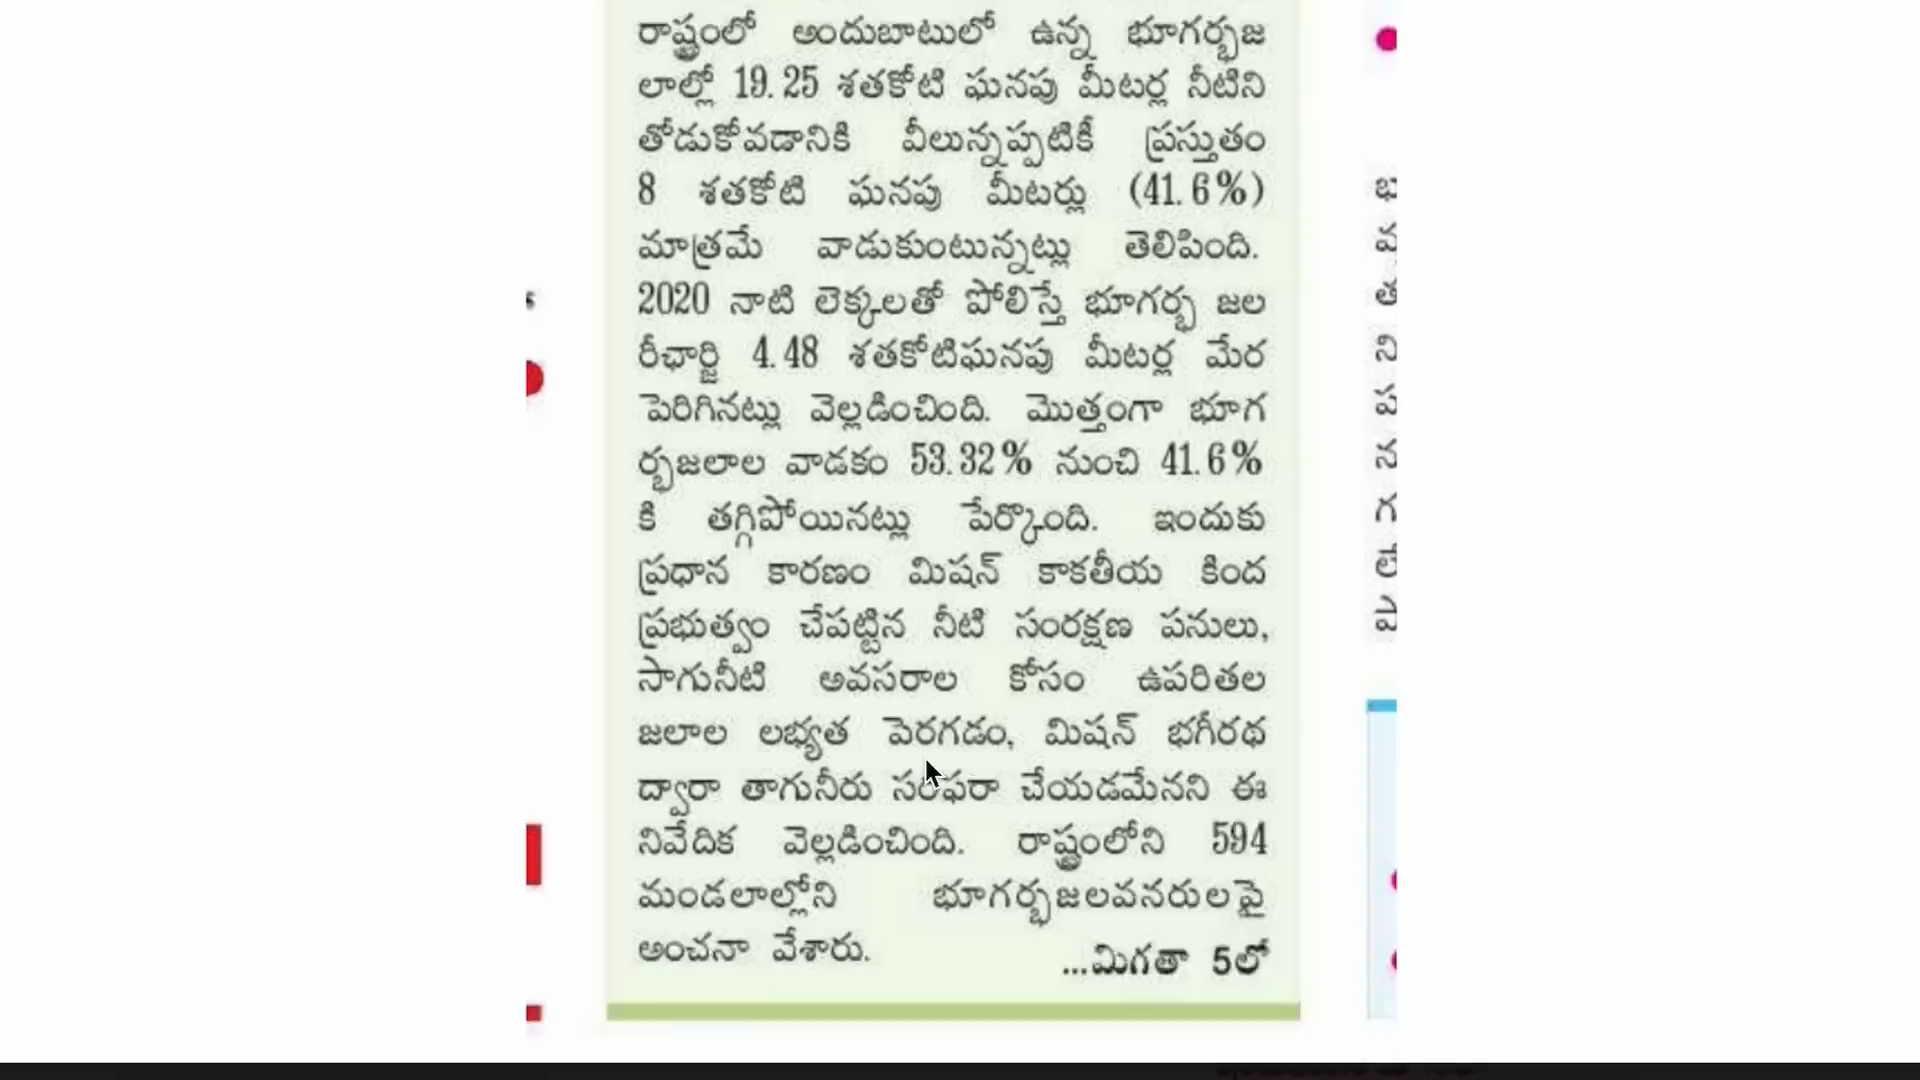 రాష్ట్రంలో అందుబాటులో ఉన్న భూగర్భజ
లాల్లో 19.25 శతకోటి ఘనపు మీటర్ల నీటిని
తోడుకోవడానికి వీలున్నప్పటికీ ప్రస్తుతం
8 శతకోటి ఘనపు మీటర్లు (41.6%)
మాత్రమే వాడుకుంటున్నట్లు తెలిపింది.
2020 నాటి లెక్కలతో పోలిస్తే భూగర్భ జల
రీఛార్జి 4.48 శతకోటిఘనపు మీటర్ల మేర
పెరిగినట్లు వెల్లడించింది. మొత్తంగా భూగ
ర్భజలాల వాడకం 53.32% నుంచి 41.6%
కి తగ్గిపోయినట్లు పేర్కొంది. ఇందుకు
ప్రధాన కారణం మిషన్ కాకతీయ కింద
ప్రభుత్వం చేపట్టిన నీటి సంరక్షణ పనులు,
సాగునీటి అవసరాల కోసం ఉపరితల
జలాల లభ్యత పెరగడం, మిషన్ భగీరథ
ద్వారా తాగునీరు సరఫరా చేయడమేనని ఈ
నివేదిక వెల్లడించింది. రాష్ట్రంలోని 594
మండలాల్లోని భూగర్భజలవనరులపై
అంచనా వేశారు.
...మిగతా 5లో